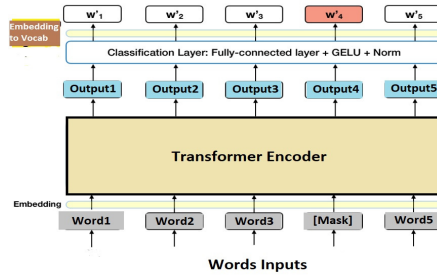 w'1 w'2 w'3 w'4 w'5
Embedding
to Vocab
Classification Layer: Fully-connected layer + GELU + Norm
Output1 Output2 Output3 Output4 Output5
Transformer Encoder
Embedding
Word1 Word2 Word3 [Mask] Word5
Words Inputs